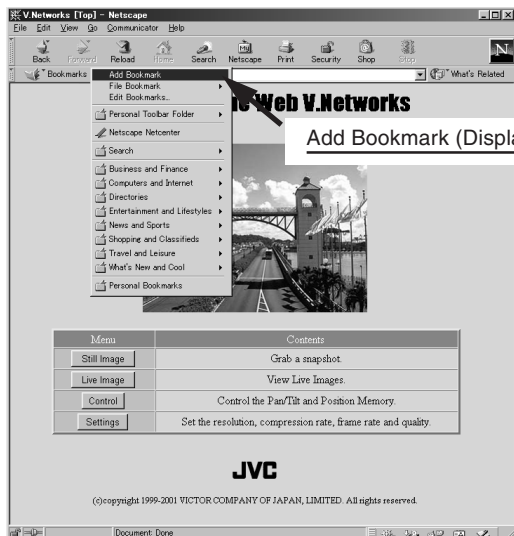 V.Networks [Top] - Netscape
File Edit View Go Communicator Help
Back Forward Reload Home Search Netscape Print Security Shop Stop
N
Bookmarks
What's Related
Add Bookmark
File Bookmark
Edit Bookmarks...
Personal Toolbar Folder
Netscape Netcenter
Search
Business and Finance
Computers and Internet
Directories
Entertainment and Lifestyles
News and Sports
Shopping and Classifieds
Travel and Leisure
What's New and Cool
Personal Bookmarks
Web V.Networks
Add Bookmark (Displa
Menu Contents
Still Image Grab a snapshot.
Live Image View Live Images.
Control Control the Pan/Tilt and Position Memory.
Settings Set the resolution, compression rate, frame rate and quality.
JVC
(c)copyright 1999-2001 VICTOR COMPANY OF JAPAN, LIMITED. All rights reserved.
Document: Done